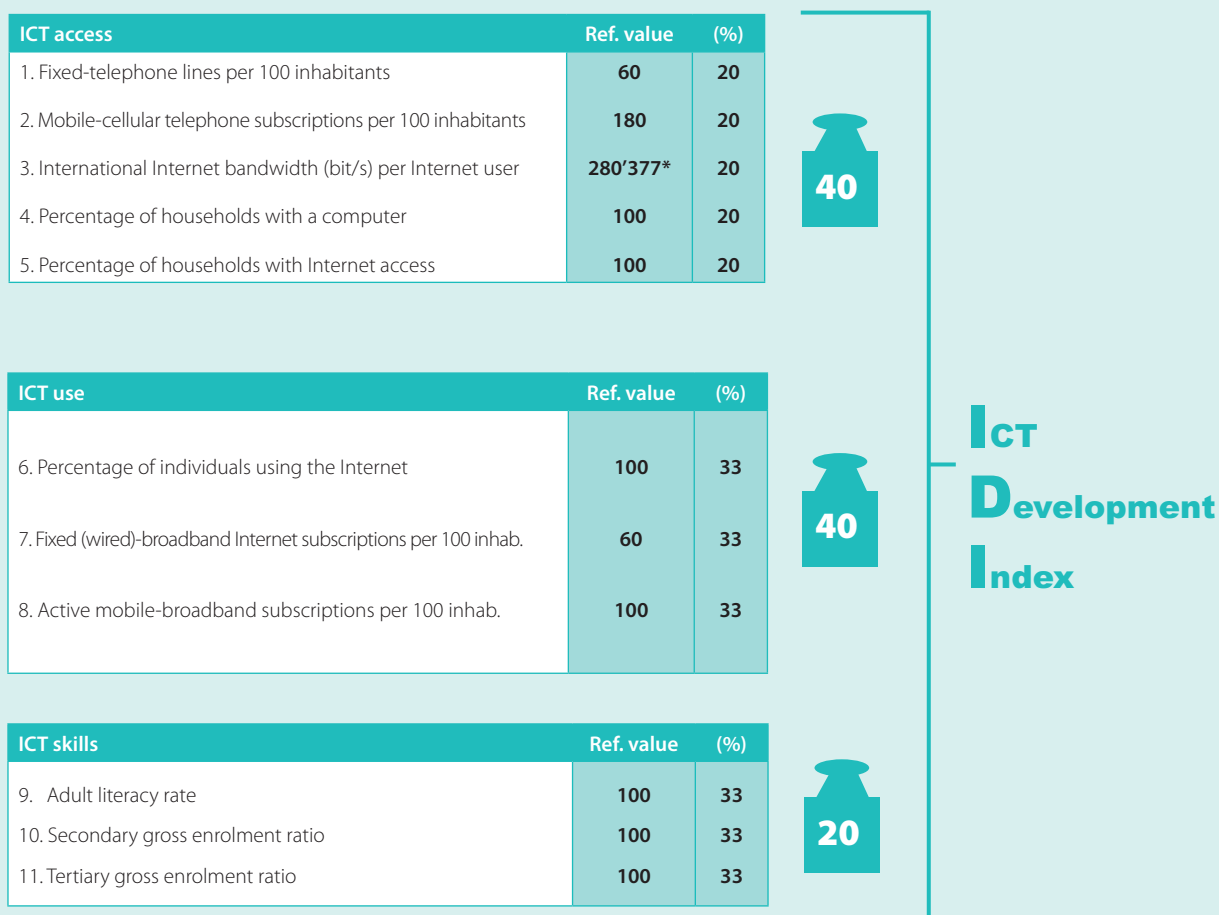 ICT access Ref. value (%)
1. Fixed-telephone lines per 100 inhabitants 60 20
2. Mobile-cellular telephone subscriptions per 100 inhabitants 180 20
3. International Internet bandwidth (bit/s) per Internet user 280’377* 20
4. Percentage of households with a computer 100 20
5. Percentage of households with Internet access 100 20
40
ICT use Ref. value (%)
6. Percentage of individuals using the Internet 100 33
7. Fixed (wired)-broadband Internet subscriptions per 100 inhab. 60 33
8. Active mobile-broadband subscriptions per 100 inhab. 100 33
40
ICT
Development
Index
ICT skills Ref. value (%)
9. Adult literacy rate 100 33
10. Secondary gross enrolment ratio 100 33
11. Tertiary gross enrolment ratio 100 33
20